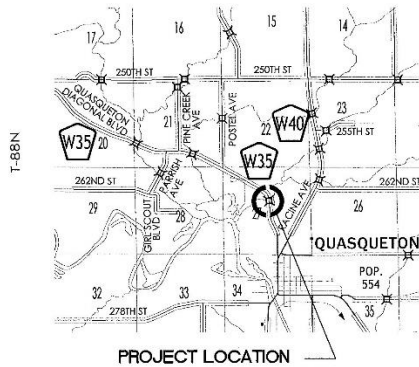 17
16
15
14
250TH ST
250TH ST
QUASQUETON
DIAGONAL BLVD
21
PINE CREEK
AVE
POSTEL AVE
22
W40
23
255TH ST
W35
20
W35
PARRISH
AVE
262ND ST
262ND ST
29
GIRL SCOUT
BLVD
28
27
RACINE AVE
26
T-88N
QUASQUETON
POP.
554
32
33
34
35
278TH ST
PROJECT LOCATION